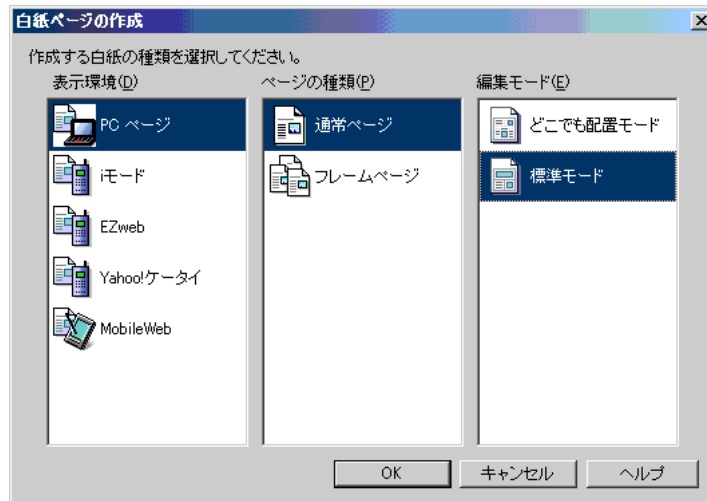 白紙ページの作成
作成する白紙の種類を選択してください。
表示環境(D)
PC ページ
iモード
EZweb
Yahoo!ケータイ
MobileWeb
ページの種類(P)
通常ページ
フレームページ
編集モード(E)
どこでも配置モード
標準モード
OK
キャンセル
ヘルプ